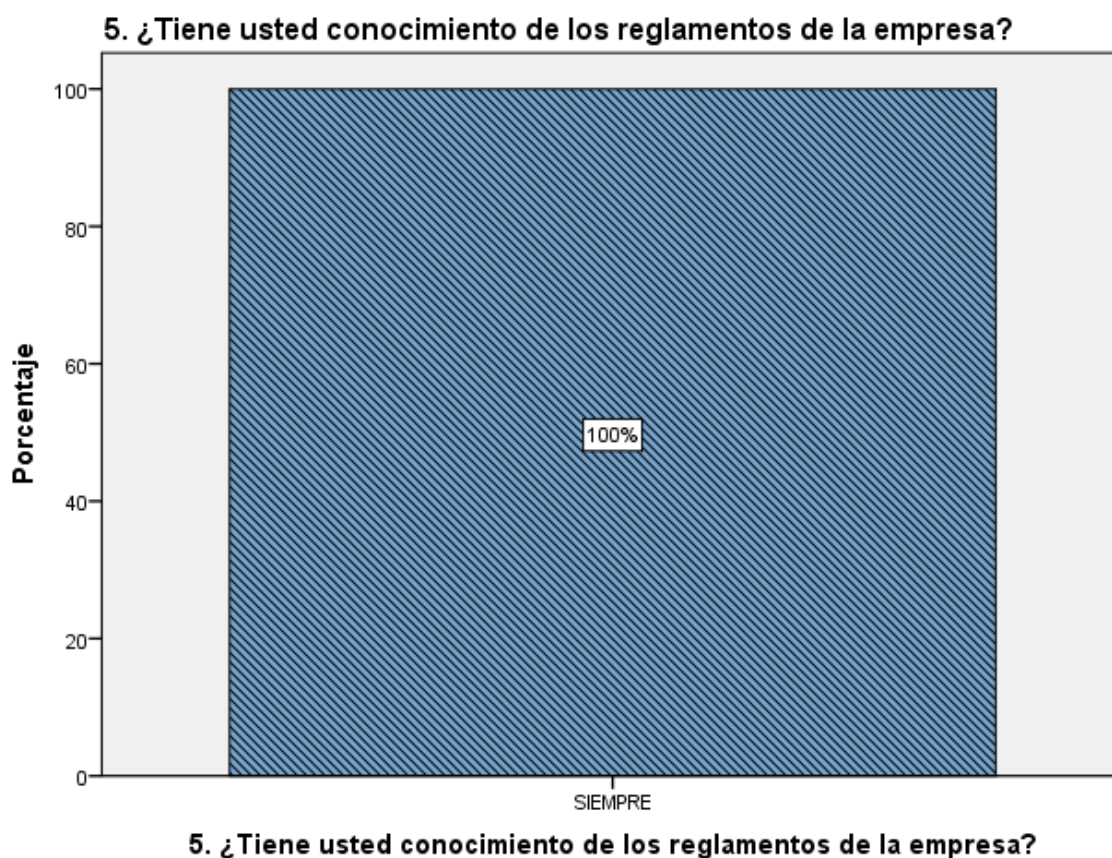 5. ¿Tiene usted conocimiento de los reglamentos de la empresa?
100
80
60
40
20
0
Porcentaje
100%
SIEMPRE
5. ¿Tiene usted conocimiento de los reglamentos de la empresa?